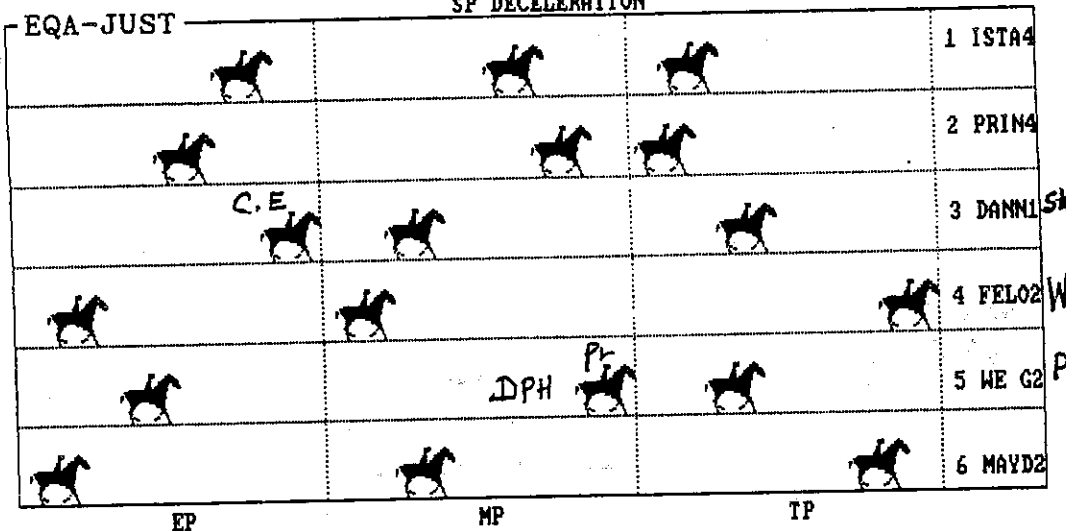 SP DECELERATION
EQA-JUST
1 ISTA4
2 PRIN4
C.E
3 DANN1
4 FELO2 W
Pr
DPH
5 WE G2 P
6 MAYD2
EP MP TP